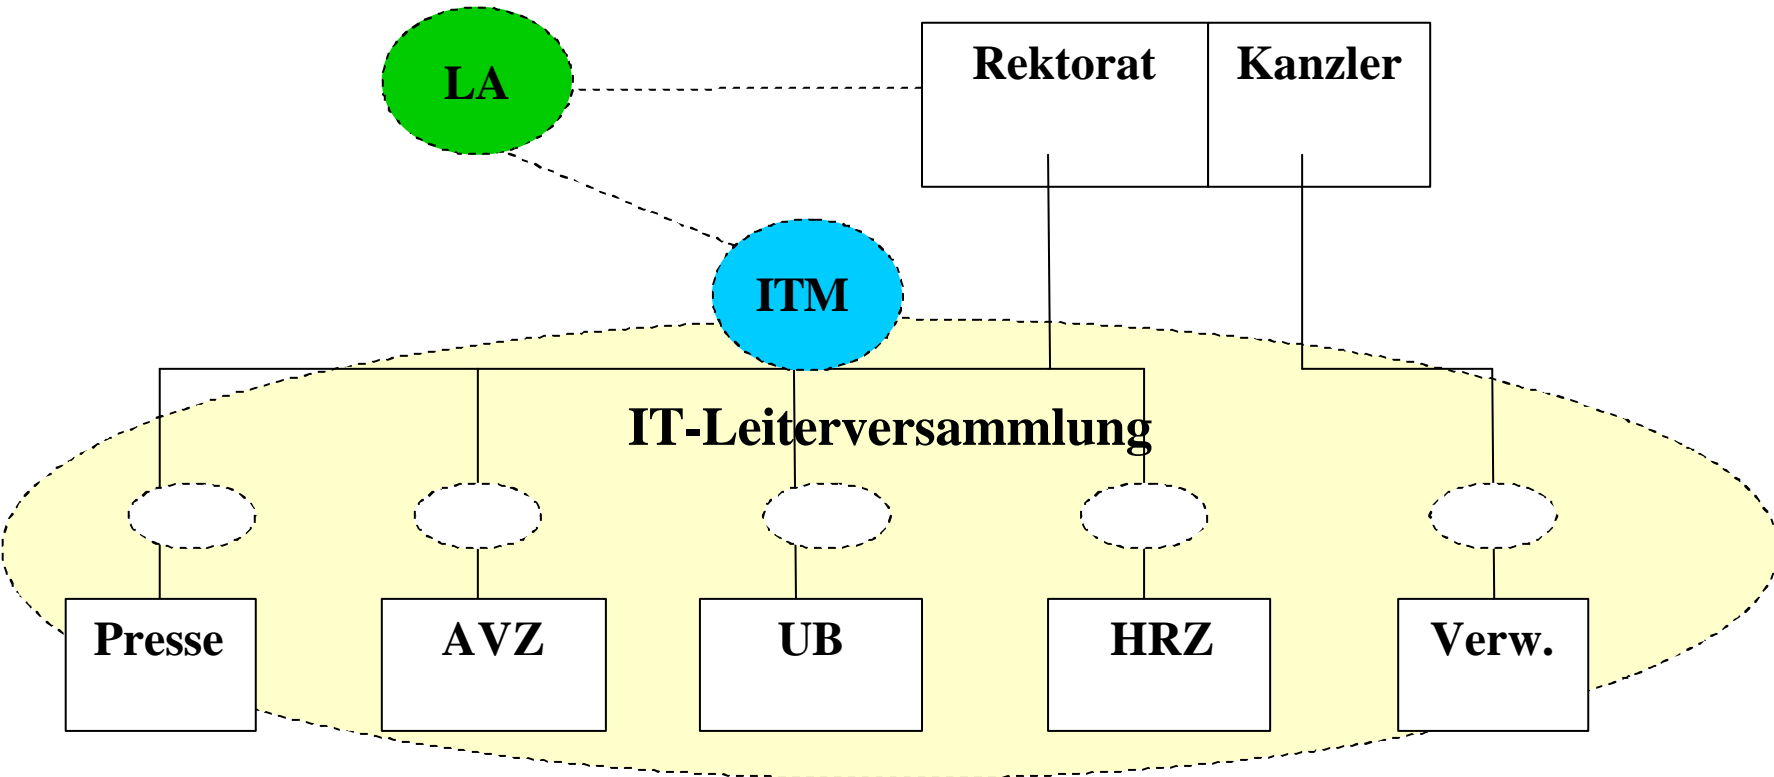 LA
Rektorat
Kanzler
ITM
IT-Leiterversammlung
Presse
AVZ
UB
HRZ
Verw.